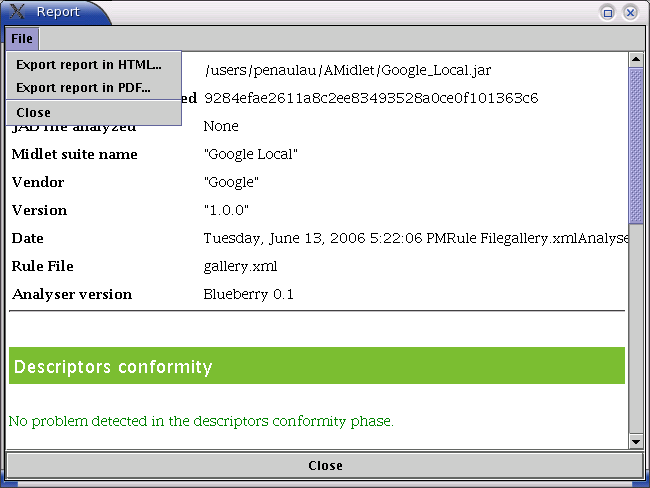 Report
File
Export report in HTML...
Export report in PDF...
Close
/users/penaulau/AMidlet/Google_Local.jar
ed 9284efae2611a8c2ee83493528a0ce0f101363c6
JAD file analyzed None
Midlet suite name "Google Local"
Vendor "Google"
Version "1.0.0"
Date Tuesday, June 13, 2006 5:22:06 PMRule Filegallery.xmlAnalyse
Rule File gallery.xml
Analyser version Blueberry 0.1
Descriptors conformity
No problem detected in the descriptors conformity phase.
Close